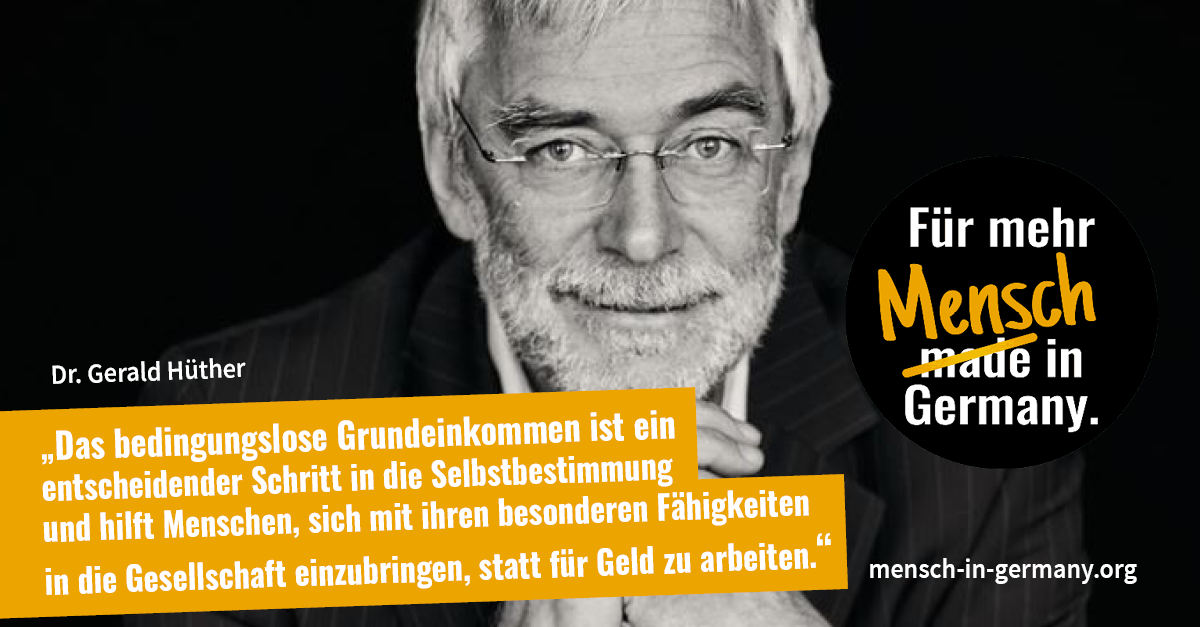 Für mehr
Mensch
made in
Germany.
Dr. Gerald Hüther
„Das bedingungslose Grundeinkommen ist ein
entscheidender Schritt in die Selbstbestimmung
und hilft Menschen, sich mit ihren besonderen Fähigkeiten
in die Gesellschaft einzubringen, statt für Geld zu arbeiten.“
mensch-in-germany.org